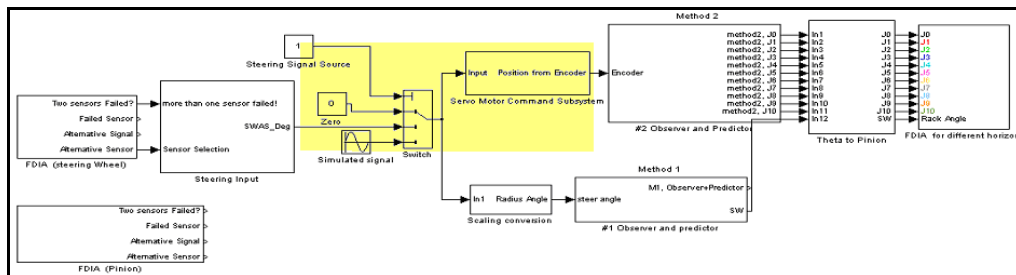 Two sensors Failed?
Failed Sensor
Alternative Signal
Alternative Sensor
FDIA (steering Wheel)
Two sensors Failed?
Failed Sensor
Alternative Signal
Alternative Sensor
FDIA (Pinion)
more than one sensor failed!
SWAS_Deg
Sensor Selection
Steering Input
1
Steering Signal Source
0
Zero
Simulated signal
Switch
Input Position from Encoder
Servo Motor Command Subsystem
In1 Radius Angle
Scaling conversion
Method 2
Encoder
method2, J0
method2, J1
method2, J2
method2, J3
method2, J4
method2, J5
method2, J6
method2, J7
method2, J8
method2, J9
method2, J10
#2 Observer and Predictor
Method 1
steer angle
M1, Observer+Predictor
SW
#1 Observer and predictor
In1 J0
In2 J1
In3 J2
In4 J3
In5 J4
In6 J5
In7 J6
In8 J7
In9 J8
In10 J9
In11 J10
In12 SW
Theta to Pinion
J0
J1
J2
J3
J4
J5
J6
J7
J8
J9
J10
Rack Angle
FDIA for different horizon